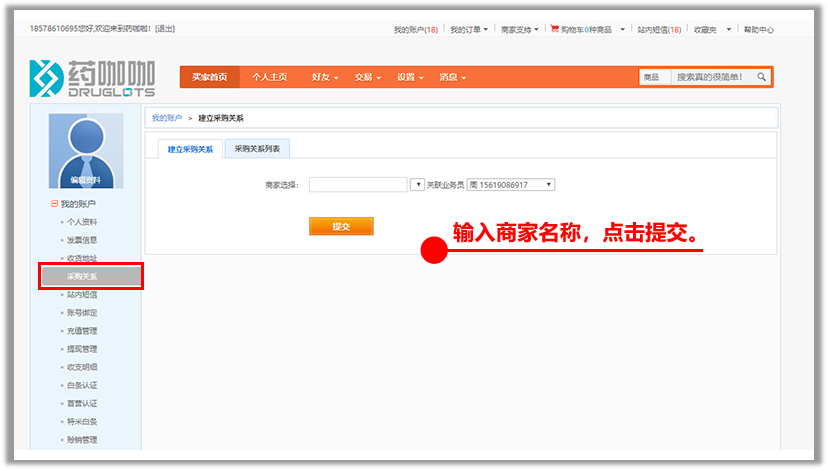 18578610695您好,欢迎来到药咖咖! [退出]
我的账户(18) 我的订单 商家支持 购物车0种商品 站内短信(18) 收藏夹 帮助中心
药咖咖
DRUGLOTS
买家首页 个人主页 好友 交易 设置 消息 商品 搜索真的很简单!
我的账户 > 建立采购关系
编辑资料
建立采购关系 采购关系列表
商家选择: 关联业务员 周 15619086917
提交
输入商家名称，点击提交。
我的账户
个人资料
发票信息
收货地址
采购关系
站内短信
账号绑定
充值管理
提现管理
收支明细
白条认证
首营认证
特米白条
赊销管理